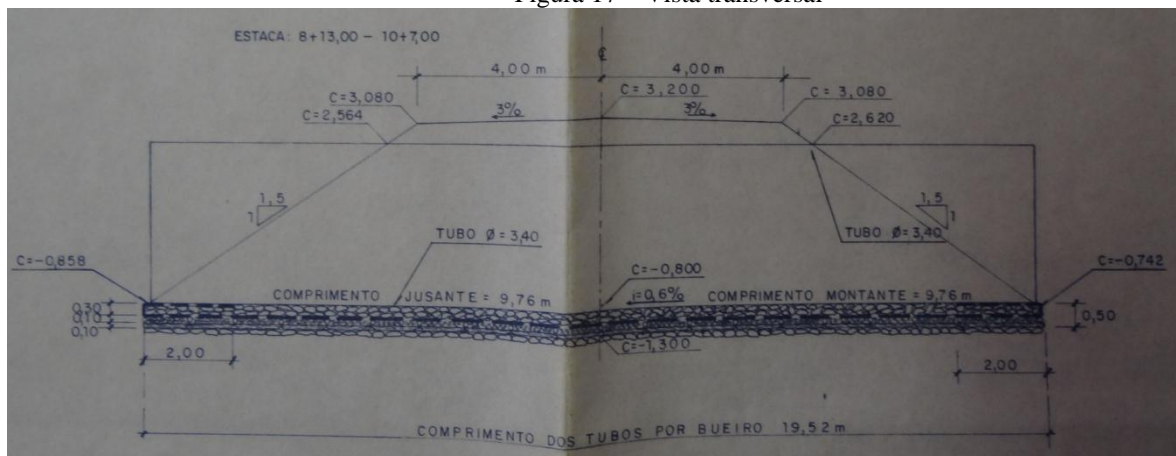 Figura 17 – Vista transversal
ESTACA: 8+13,00 – 10+7,00
4,00 m
4,00 m
C=3,080
C=3,200
C=3,080
C=2,564
3%
3%
C=2,620
1,5
1
1,5
1
TUBO Ø=3,40
TUBO Ø=3,40
C=-0,858
C=-0,800
C=-0,742
COMPRIMENTO JUSANTE = 9,76 m
i=0,6%
COMPRIMENTO MONTANTE = 9,76 m
0,30
0,10
0,10
0,50
C=-1,300
2,00
2,00
COMPRIMENTO DOS TUBOS POR BUEIRO 19,52 m